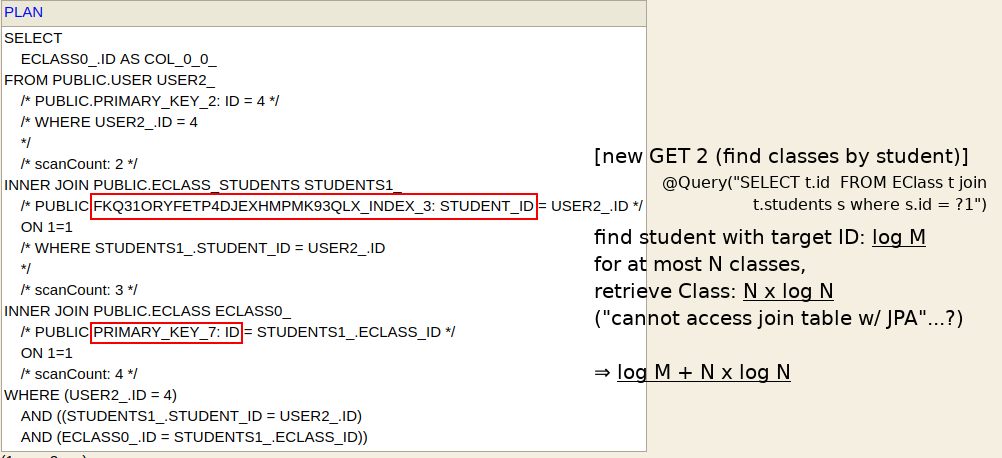 PLAN
SELECT
ECLASS0_.ID AS COL_0_0_
FROM PUBLIC.USER USER2_
/* PUBLIC.PRIMARY_KEY_2: ID = 4 */
/* WHERE USER2_.ID = 4
*/
/* scanCount: 2 */
INNER JOIN PUBLIC.ECLASS_STUDENTS STUDENTS1_
/* PUBLIC.FKQ31ORYFETP4DJEXHMPMK93QLX_INDEX_3: STUDENT_ID = USER2_.ID */
ON 1=1
/* WHERE STUDENTS1_.STUDENT_ID = USER2_.ID
*/
/* scanCount: 3 */
INNER JOIN PUBLIC.ECLASS ECLASS0_
/* PUBLIC.PRIMARY_KEY_7: ID = STUDENTS1_.ECLASS_ID */
ON 1=1
/* scanCount: 4 */
WHERE (USER2_.ID = 4)
AND ((STUDENTS1_.STUDENT_ID = USER2_.ID)
AND (ECLASS0_.ID = STUDENTS1_.ECLASS_ID))
[new GET 2 (find classes by student)]
@Query("SELECT t.id  FROM EClass t join
t.students s where s.id = ?1")
find student with target ID: log M
for at most N classes,
retrieve Class: N x log N
("cannot access join table w/ JPA"...?)
⇒ log M + N x log N